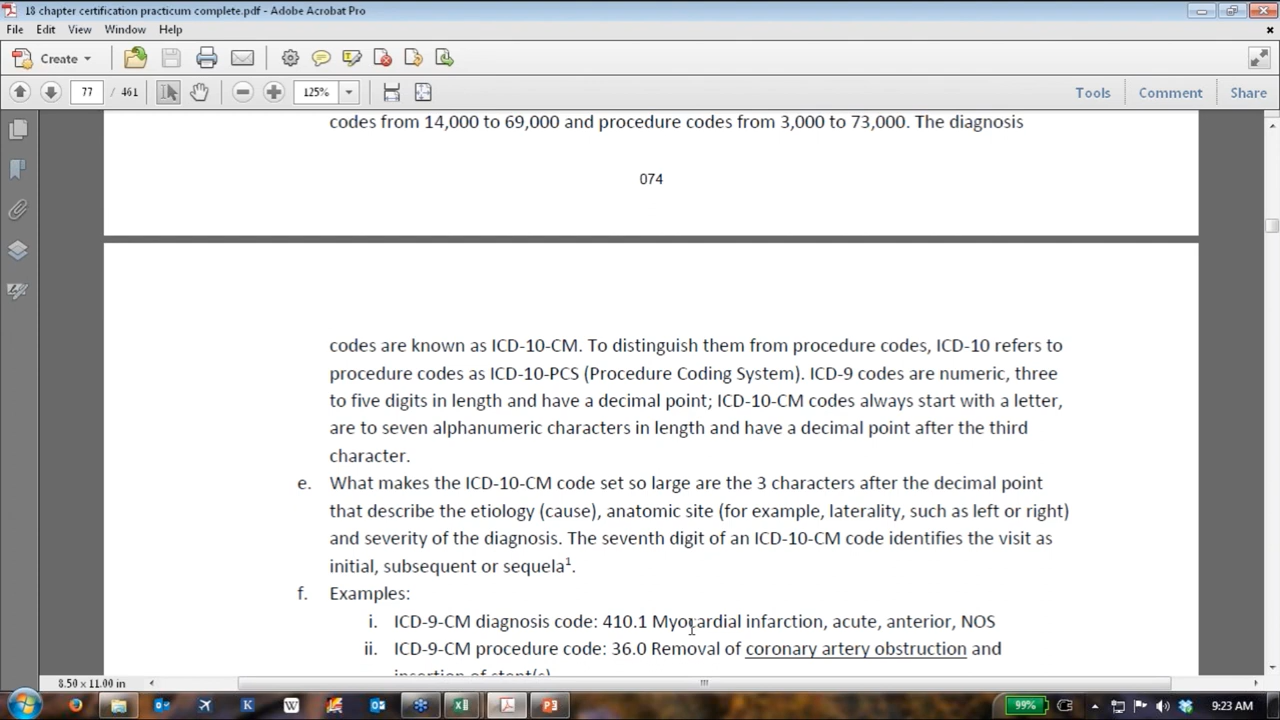 18 chapter certification practicum complete.pdf - Adobe Acrobat Pro
File Edit View Window Help
Create
77 / 461 125% Tools Comment Share
codes from 14,000 to 69,000 and procedure codes from 3,000 to 73,000. The diagnosis
074
codes are known as ICD-10-CM. To distinguish them from procedure codes, ICD-10 refers to
procedure codes as ICD-10-PCS (Procedure Coding System). ICD-9 codes are numeric, three
to five digits in length and have a decimal point; ICD-10-CM codes always start with a letter,
are to seven alphanumeric characters in length and have a decimal point after the third
character.
e. What makes the ICD-10-CM code set so large are the 3 characters after the decimal point
that describe the etiology (cause), anatomic site (for example, laterality, such as left or right)
and severity of the diagnosis. The seventh digit of an ICD-10-CM code identifies the visit as
initial, subsequent or sequela¹.
f. Examples:
i. ICD-9-CM diagnosis code: 410.1 Myocardial infarction, acute, anterior, NOS
ii. ICD-9-CM procedure code: 36.0 Removal of coronary artery obstruction and
insertion of stent(s)
8.50 x 11.00 in
99% 9:23 AM